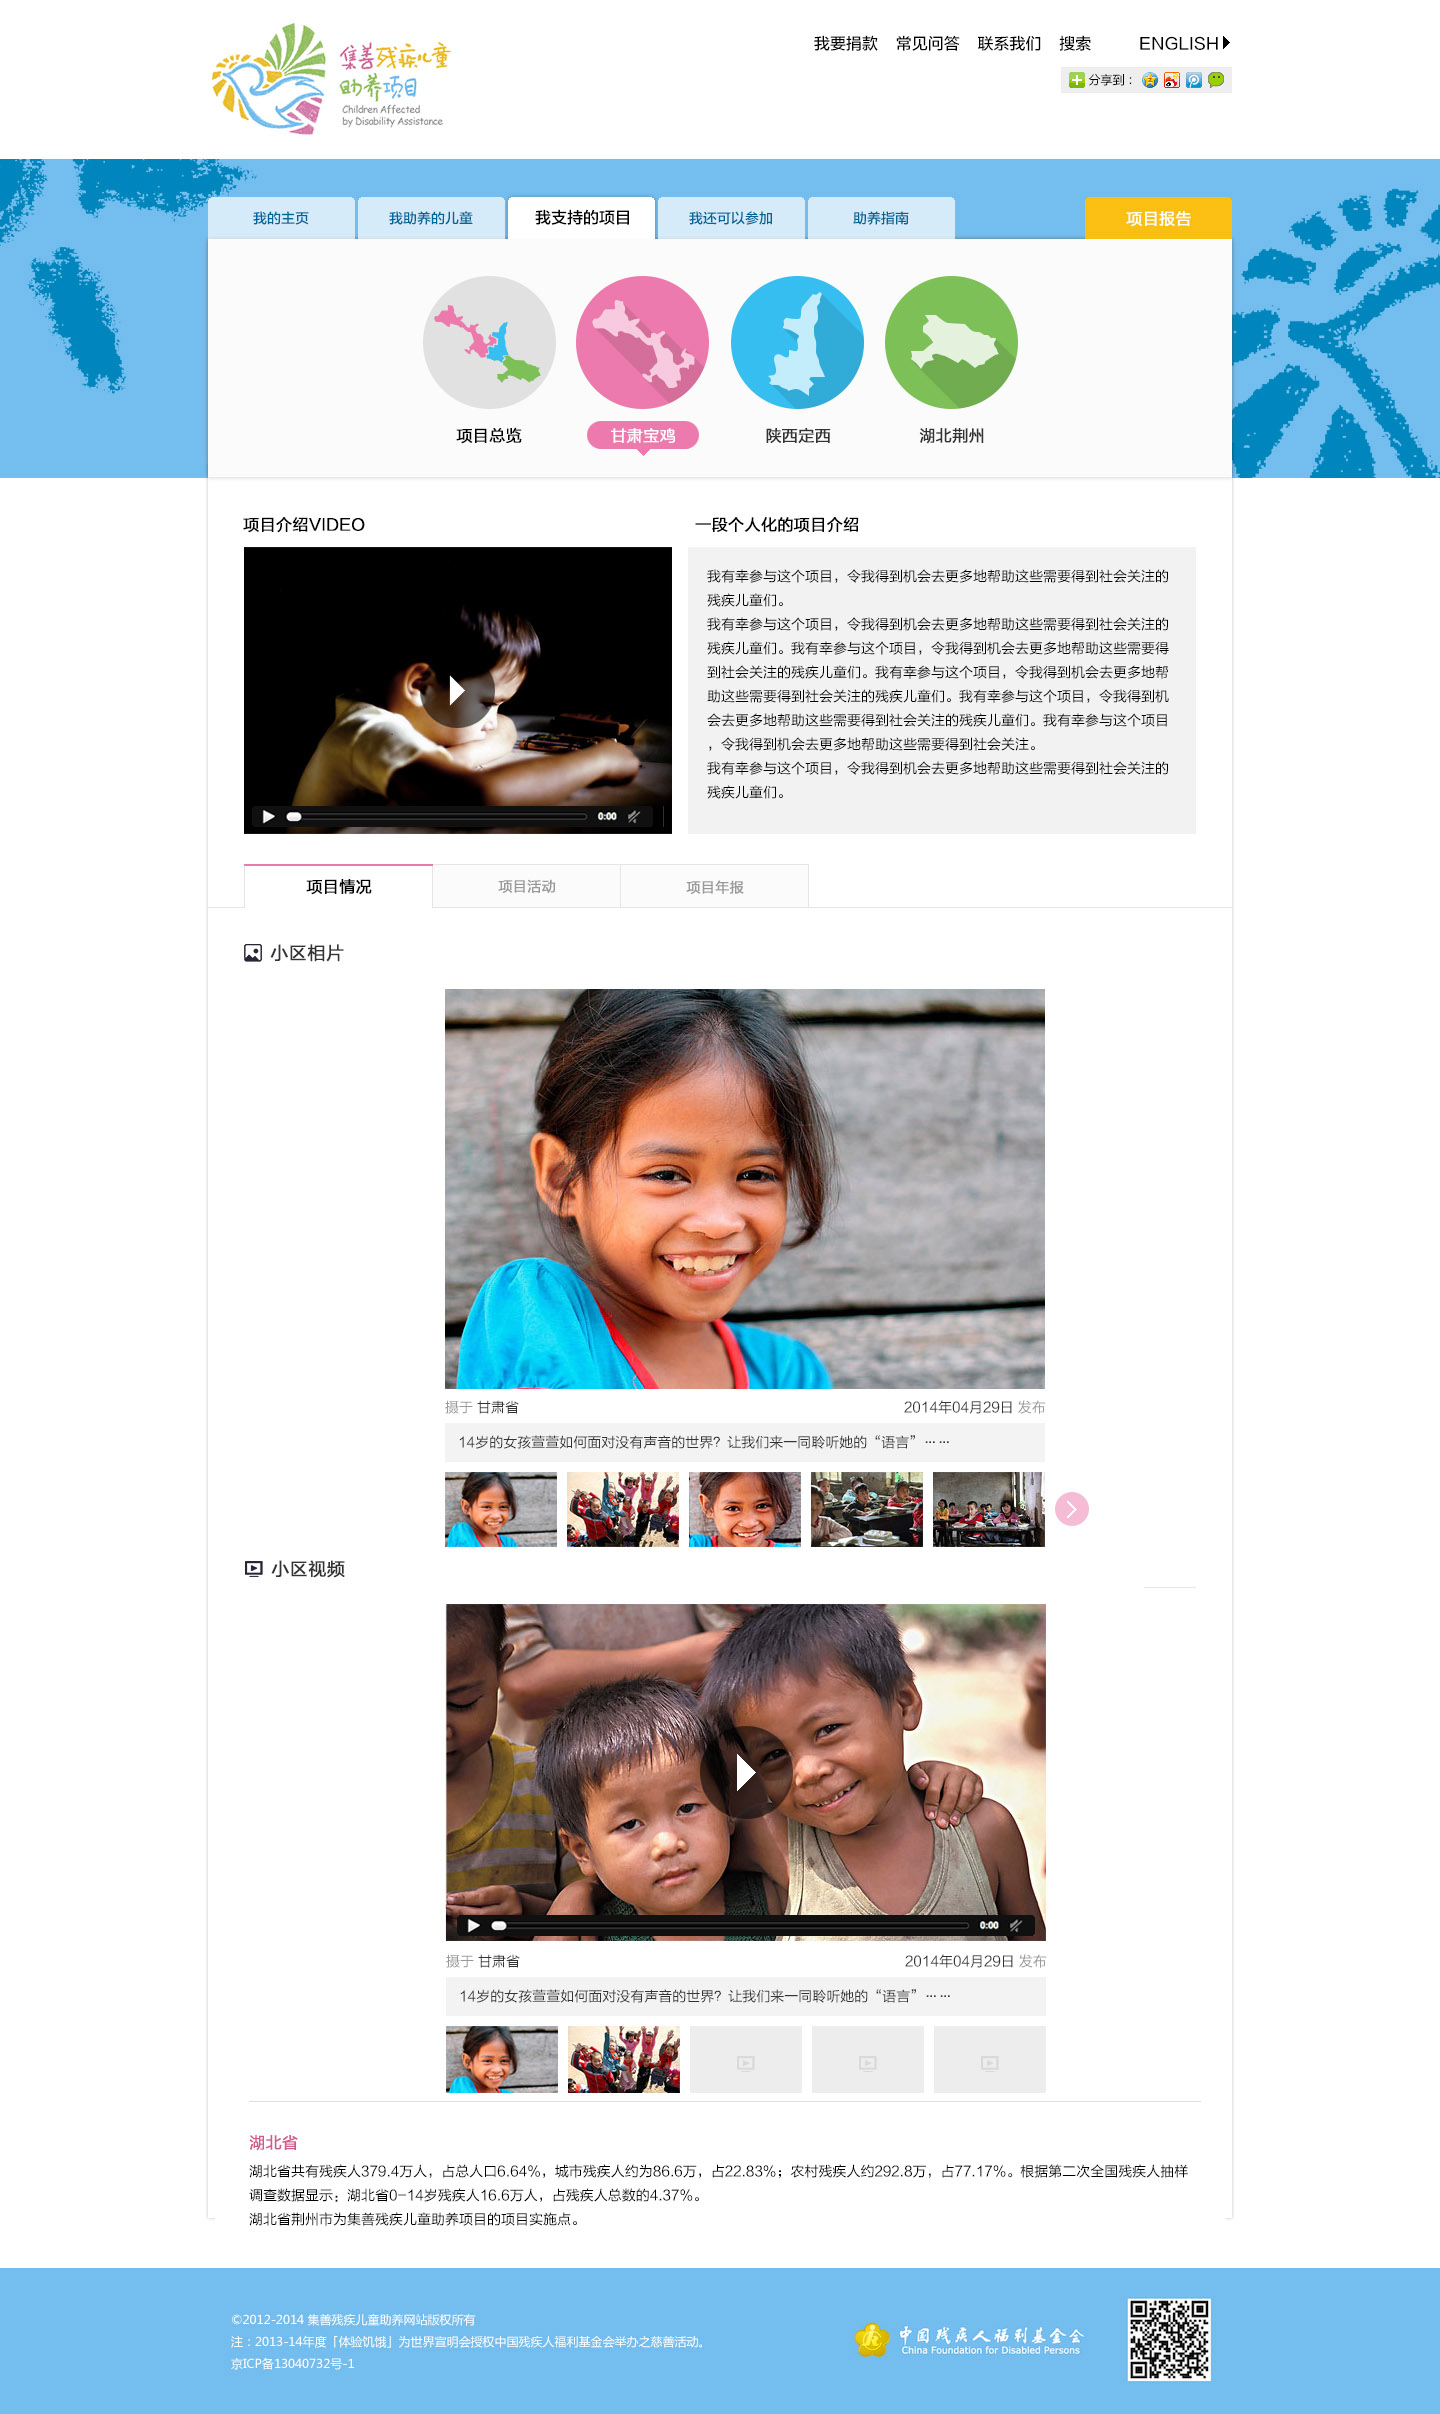 集善残疾儿童
助养项目
Children Affected
by Disability Assistance
我要捐款 常见问答 联系我们 搜索 ENGLISH
分享到：
我的主页 我助养的儿童 我支持的项目 我还可以参加 助养指南 项目报告
项目总览 甘肃宝鸡 陕西定西 湖北荆州
项目介绍VIDEO
一段个人化的项目介绍
我有幸参与这个项目，令我得到机会去更多地帮助这些需要得到社会关注的
残疾儿童们。
我有幸参与这个项目，令我得到机会去更多地帮助这些需要得到社会关注的
残疾儿童们。我有幸参与这个项目，令我得到机会去更多地帮助这些需要得
到社会关注的残疾儿童们。我有幸参与这个项目，令我得到机会去更多地帮
助这些需要得到社会关注的残疾儿童们。我有幸参与这个项目，令我得到机
会去更多地帮助这些需要得到社会关注的残疾儿童们。我有幸参与这个项目
，令我得到机会去更多地帮助这些需要得到社会关注。
我有幸参与这个项目，令我得到机会去更多地帮助这些需要得到社会关注的
残疾儿童们。
0:00
项目情况 项目活动 项目年报
小区相片
摄于 甘肃省 2014年04月29日 发布
14岁的女孩萱萱如何面对没有声音的世界？让我们来一同聆听她的“语言”……
小区视频
0:00
摄于 甘肃省 2014年04月29日 发布
14岁的女孩萱萱如何面对没有声音的世界？让我们来一同聆听她的“语言”……
湖北省
湖北省共有残疾人379.4万人，占总人口6.64%，城市残疾人约为86.6万，占22.83%；农村残疾人约292.8万，占77.17%。根据第二次全国残疾人抽样
调查数据显示；湖北省0-14岁残疾人16.6万人，占残疾人总数的4.37%。
湖北省荆州市为集善残疾儿童助养项目的项目实施点。
©2012-2014 集善残疾儿童助养网站版权所有
注：2013-14年度「体验饥饿」为世界宣明会授权中国残疾人福利基金会举办之慈善活动。
京ICP备13040732号-1
中国残疾人福利基金会
China Foundation for Disabled Persons